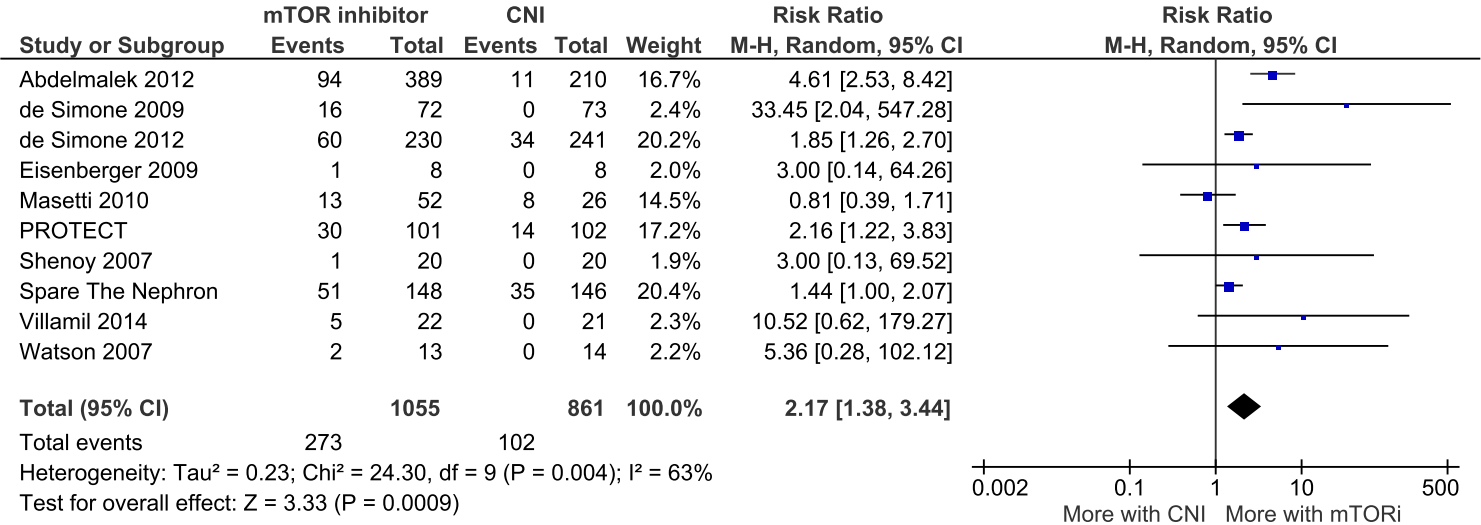 mTOR inhibitor CNI Risk Ratio Risk Ratio
Study or Subgroup Events Total Events Total Weight M-H, Random, 95% CI M-H, Random, 95% CI
Abdelmalek 2012 94 389 11 210 16.7% 4.61 [2.53, 8.42]
de Simone 2009 16 72 0 73 2.4% 33.45 [2.04, 547.28]
de Simone 2012 60 230 34 241 20.2% 1.85 [1.26, 2.70]
Eisenberger 2009 1 8 0 8 2.0% 3.00 [0.14, 64.26]
Masetti 2010 13 52 8 26 14.5% 0.81 [0.39, 1.71]
PROTECT 30 101 14 102 17.2% 2.16 [1.22, 3.83]
Shenoy 2007 1 20 0 20 1.9% 3.00 [0.13, 69.52]
Spare The Nephron 51 148 35 146 20.4% 1.44 [1.00, 2.07]
Villamil 2014 5 22 0 21 2.3% 10.52 [0.62, 179.27]
Watson 2007 2 13 0 14 2.2% 5.36 [0.28, 102.12]
Total (95% CI) 1055 861 100.0% 2.17 [1.38, 3.44]
Total events 273 102
Heterogeneity: Tau² = 0.23; Chi² = 24.30, df = 9 (P = 0.004); I² = 63%
Test for overall effect: Z = 3.33 (P = 0.0009)
0.002 0.1 1 10 500
More with CNI More with mTORi